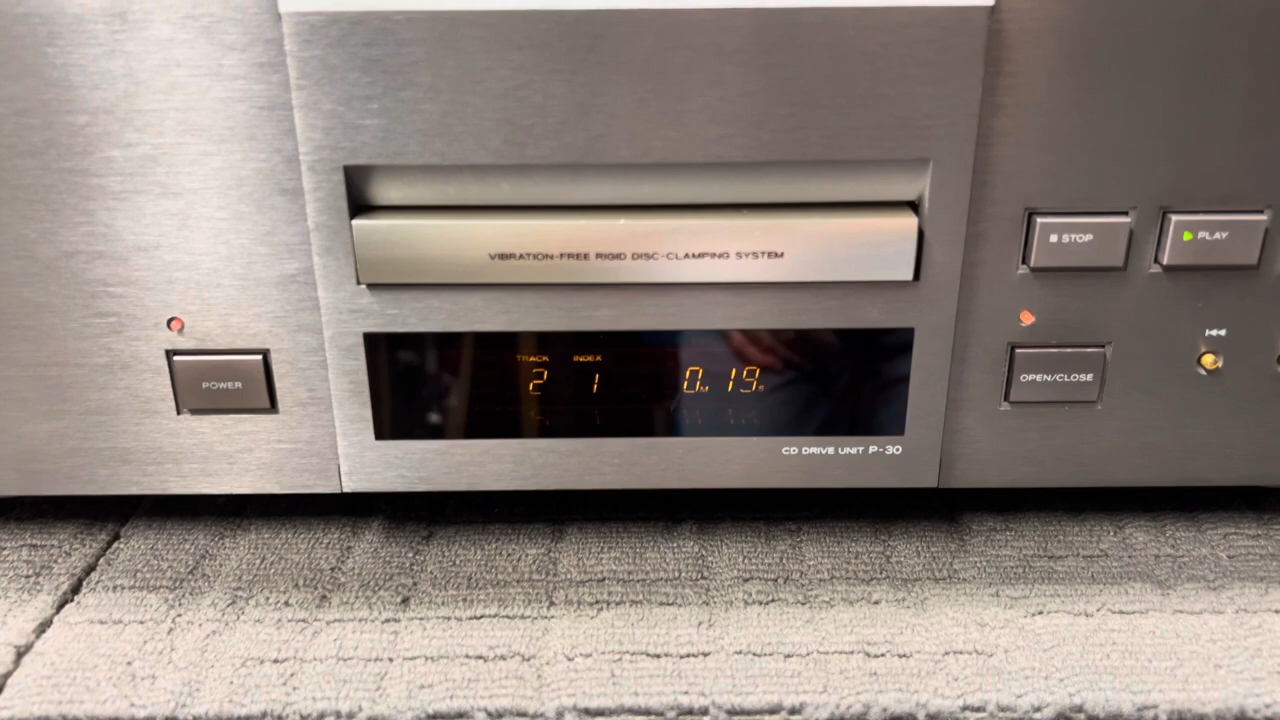 VIBRATION-FREE RIGID DISC-CLAMPING SYSTEM
STOP
PLAY
POWER
TRACK INDEX
2 1 0M 19S
OPEN/CLOSE
CD DRIVE UNIT P-30